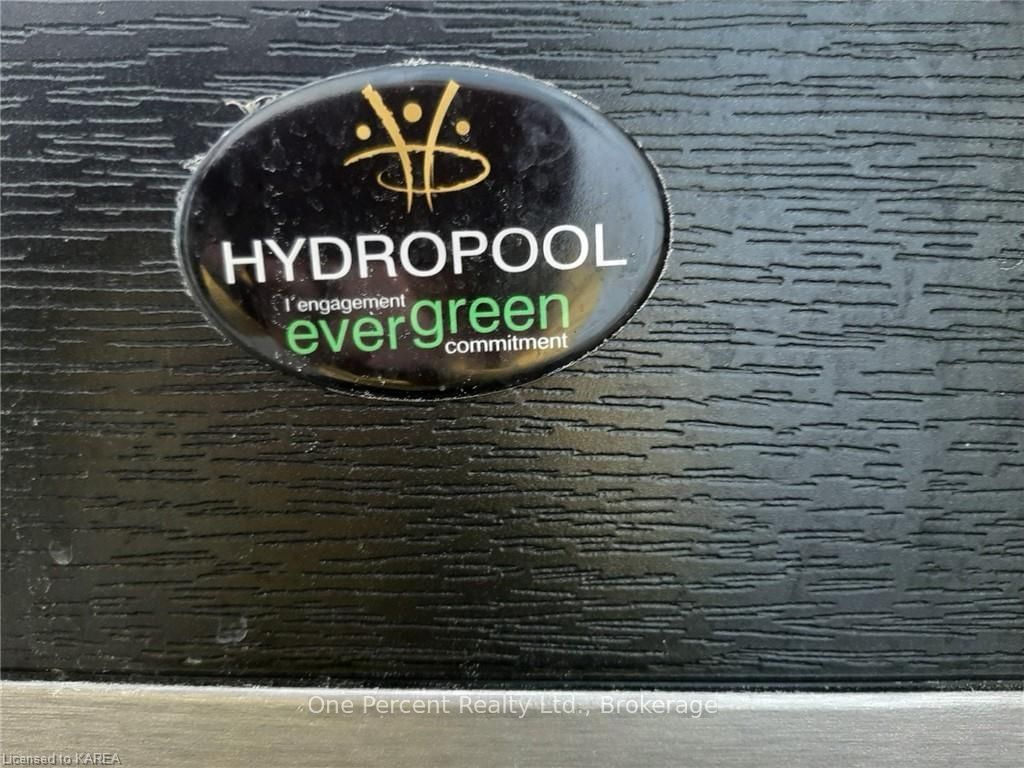 HYDROPOOL
l'engagement
evergreen
commitment
One Percent Realty Ltd., Brokerage
Licensed to KAREA